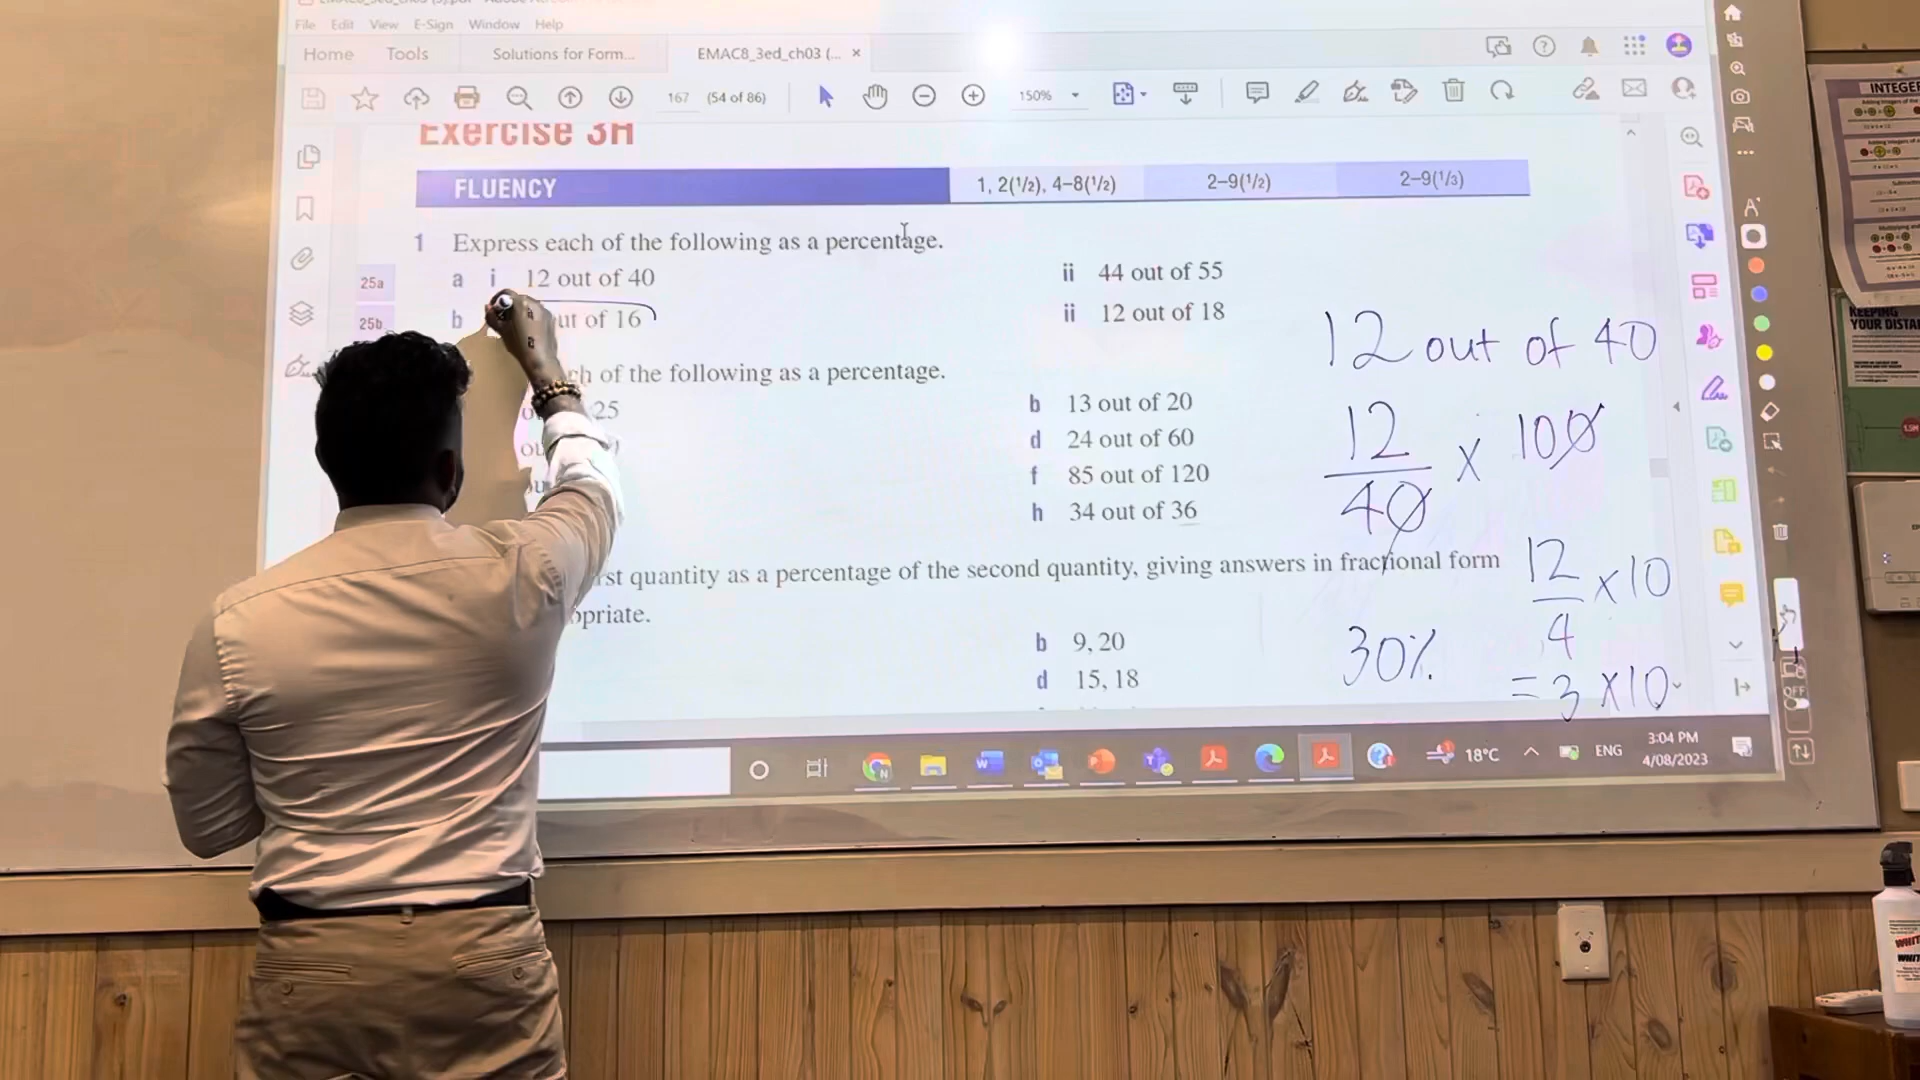 File Edit View E-Sign Window Help
Home Tools Solutions for Form... EMAC8_3ed_ch03 (... ×
167 (54 of 86) 150%
Exercise 3H
FLUENCY 1, 2(1/2), 4–8(1/2) 2–9(1/2) 2–9(1/3)
1 Express each of the following as a percentage.
25a a i 12 out of 40 ii 44 out of 55
25b b out of 16 ii 12 out of 18
of the following as a percentage.
25 b 13 out of 20
d 24 out of 60
f 85 out of 120
h 34 out of 36
quantity as a percentage of the second quantity, giving answers in fractional form
b 9, 20
d 15, 18
12 out of 40
12/40 × 100
12/4 × 10
30%
= 3 × 10
18°C ENG 3:04 PM
4/08/2023
INTEGER
KEEPING
YOUR DISTAN
1.5M
OFF